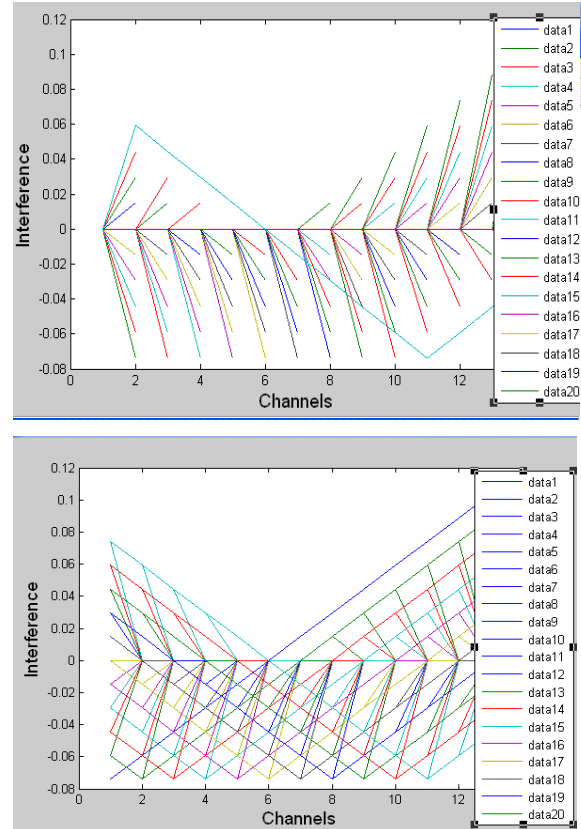 0.12
0.1
0.08
0.06
0.04
0.02
0
-0.02
-0.04
-0.06
-0.08
Interference
0 2 4 6 8 10 12
Channels
data1
data2
data3
data4
data5
data6
data7
data8
data9
data10
data11
data12
data13
data14
data15
data16
data17
data18
data19
data20
0.12
0.1
0.08
0.06
0.04
0.02
0
-0.02
-0.04
-0.06
-0.08
Interference
0 2 4 6 8 10 12
Channels
data1
data2
data3
data4
data5
data6
data7
data8
data9
data10
data11
data12
data13
data14
data15
data16
data17
data18
data19
data20